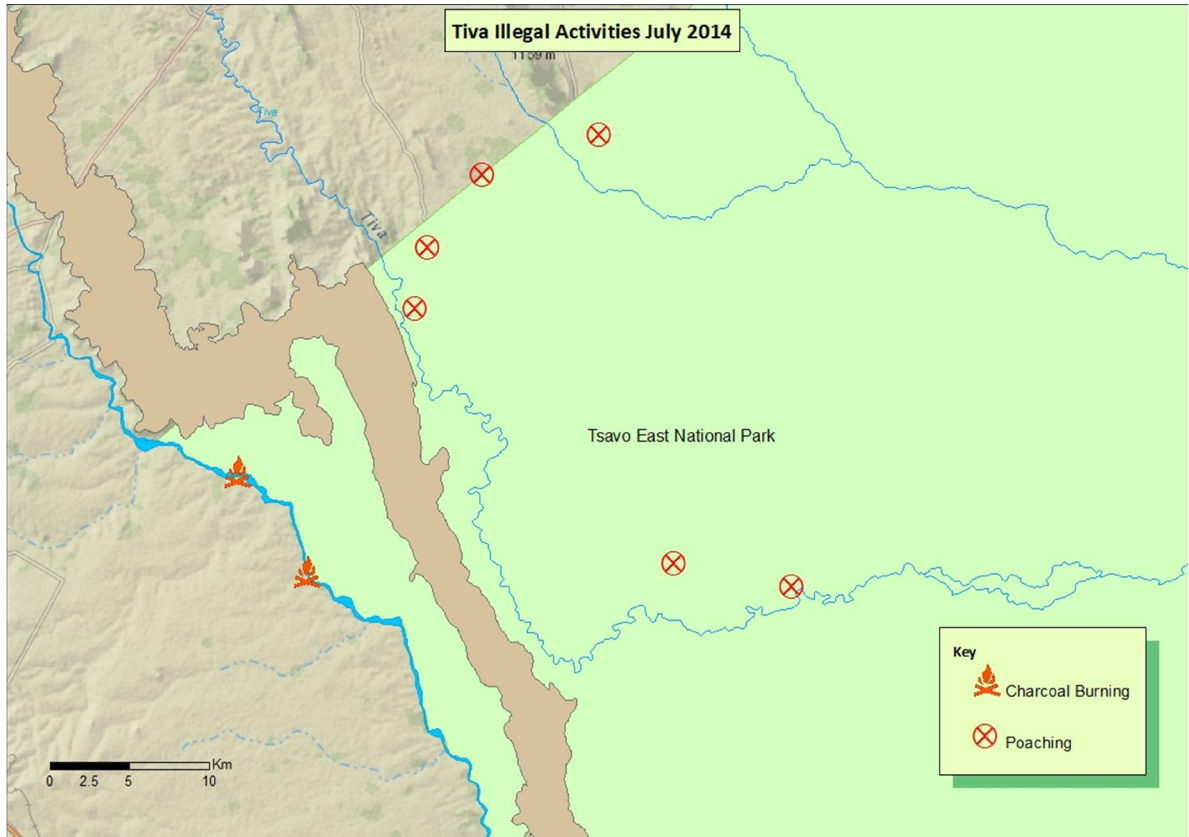 Tiva Illegal Activities July 2014
1159 m
Tiva
Tiva
Tsavo East National Park
Key
Charcoal Burning
Poaching
Km
0 2.5 5 10